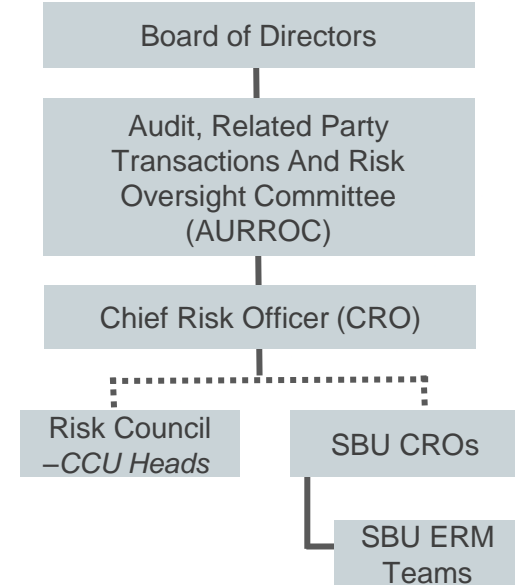 Board of Directors
Audit, Related Party
Transactions And Risk
Oversight Committee
(AURROC)
Chief Risk Officer (CRO)
Risk Council
–CCU Heads
SBU CROs
SBU ERM
Teams